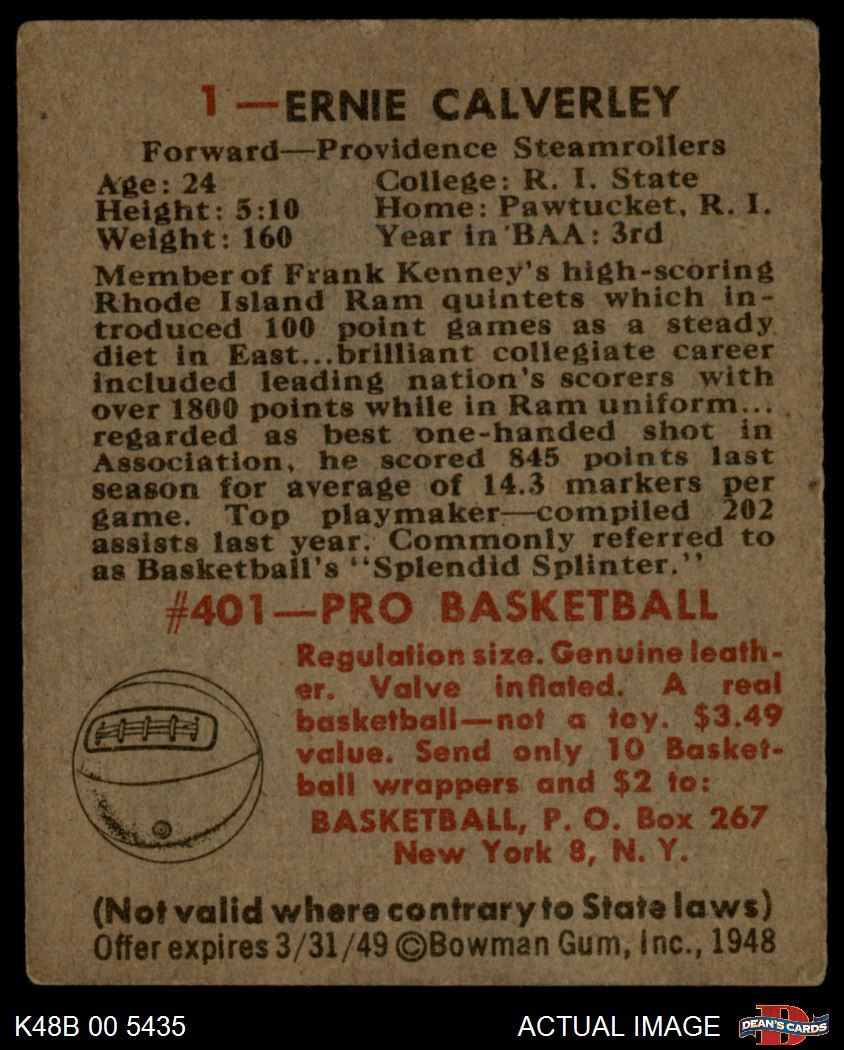 1—ERNIE CALVERLEY
Forward—Providence Steamrollers
Age: 24 College: R. I. State
Height: 5:10 Home: Pawtucket, R. I.
Weight: 160 Year in BAA: 3rd
Member of Frank Kenney's high-scoring
Rhode Island Ram quintets which in-
troduced 100 point games as a steady
diet in East...brilliant collegiate career
included leading nation's scorers with
over 1800 points while in Ram uniform...
regarded as best one-handed shot in
Association, he scored 845 points last
season for average of 14.3 markers per
game. Top playmaker—compiled 202
assists last year. Commonly referred to
as Basketball's "Splendid Splinter."
#401—PRO BASKETBALL
Regulation size. Genuine leath-
er. Valve inflated. A real
basketball—not a toy. $3.49
value. Send only 10 Basket-
ball wrappers and $2 to:
BASKETBALL, P. O. Box 267
New York 8, N. Y.
(Not valid where contrary to State laws)
Offer expires 3/31/49 ©Bowman Gum, Inc., 1948
K48B 00 5435 ACTUAL IMAGE DEAN'S CARDS